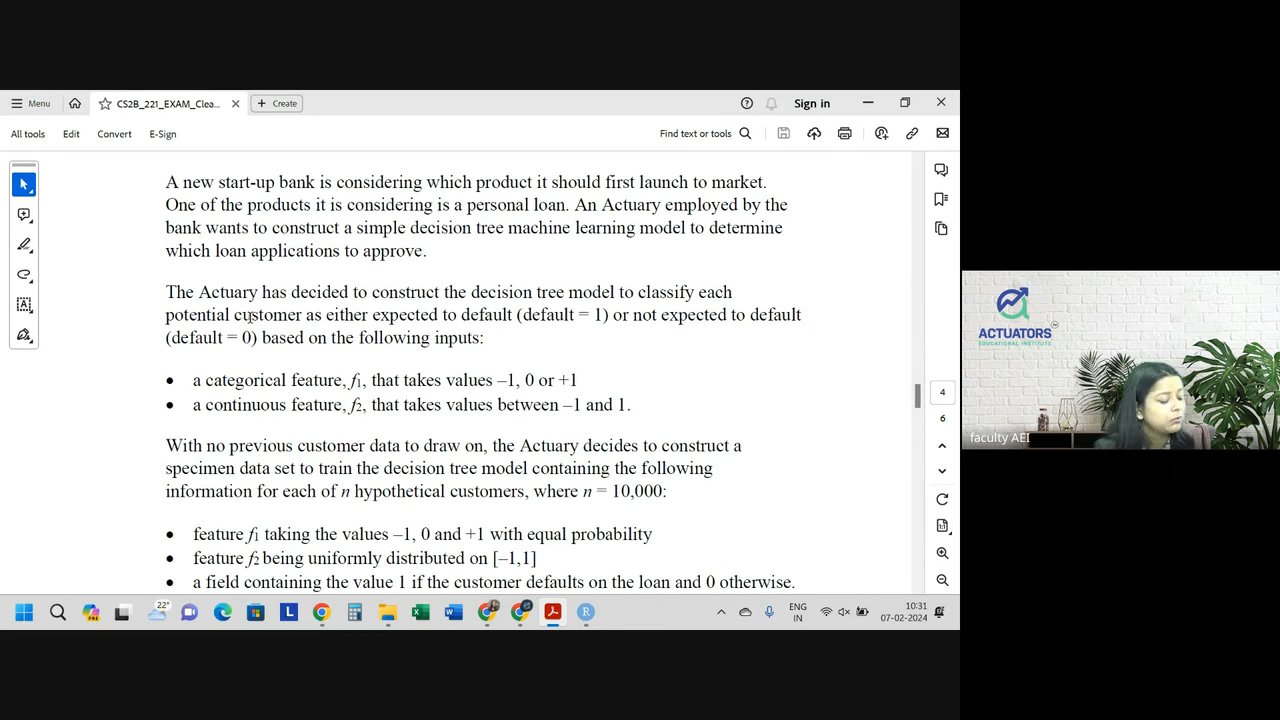 Menu
CS2B_221_EXAM_Clea...
Create
Sign in
All tools
Edit
Convert
E-Sign
Find text or tools
A new start-up bank is considering which product it should first launch to market.
One of the products it is considering is a personal loan. An Actuary employed by the
bank wants to construct a simple decision tree machine learning model to determine
which loan applications to approve.
The Actuary has decided to construct the decision tree model to classify each
potential customer as either expected to default (default = 1) or not expected to default
(default = 0) based on the following inputs:
• a categorical feature, f1, that takes values –1, 0 or +1
• a continuous feature, f2, that takes values between –1 and 1.
With no previous customer data to draw on, the Actuary decides to construct a
specimen data set to train the decision tree model containing the following
information for each of n hypothetical customers, where n = 10,000:
• feature f1 taking the values –1, 0 and +1 with equal probability
• feature f2 being uniformly distributed on [–1,1]
• a field containing the value 1 if the customer defaults on the loan and 0 otherwise.
4
6
ACTUATORS
EDUCATIONAL INSTITUTE
faculty AEI
22°
PRE
L
R
ENG
IN
10:31
07-02-2024